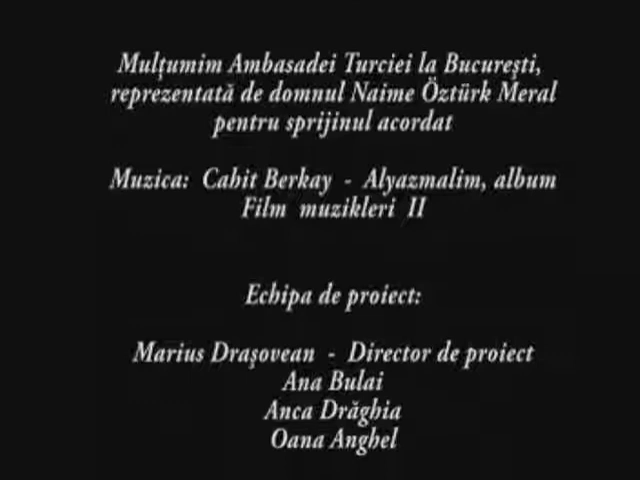 Mulțumim Ambasadei Turciei la București,
reprezentată de domnul Naime Öztürk Meral
pentru sprijinul acordat
Muzica: Cahit Berkay - Alyazmalim, album
Film muzikleri II
Echipa de proiect:
Marius Drașovean - Director de proiect
Ana Bulai
Anca Drăghia
Oana Anghel